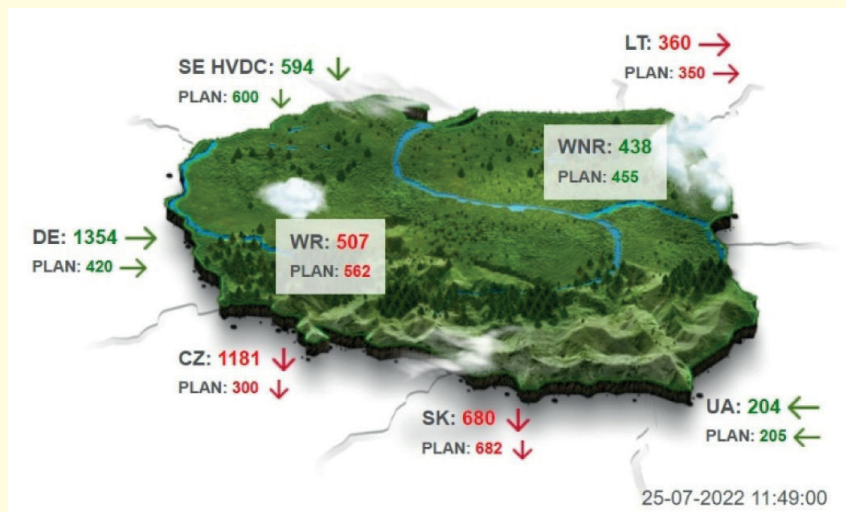 LT: 360
PLAN: 350
SE HVDC: 594
PLAN: 600
WNR: 438
PLAN: 455
DE: 1354
PLAN: 420
WR: 507
PLAN: 562
CZ: 1181
PLAN: 300
SK: 680
PLAN: 682
UA: 204
PLAN: 205
25-07-2022 11:49:00